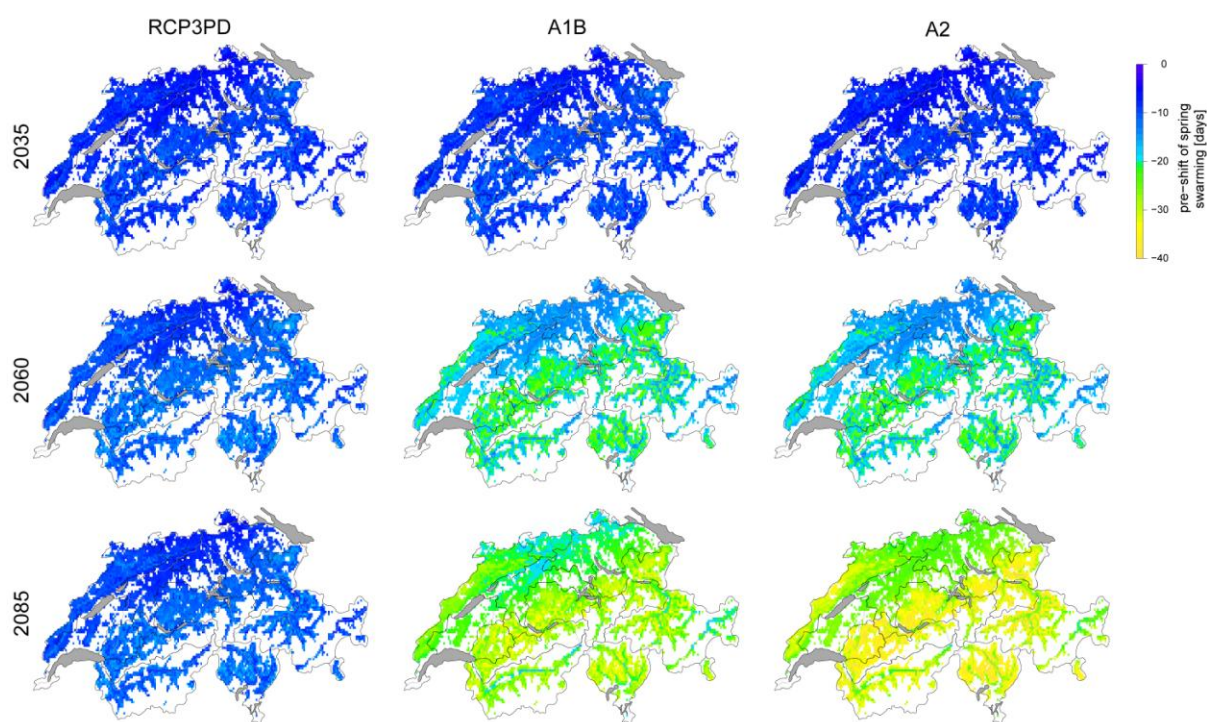 RCP3PD
A1B
A2
2035
2060
2085
0
−10
−20
−30
−40
pre−shift of spring
swarming [days]